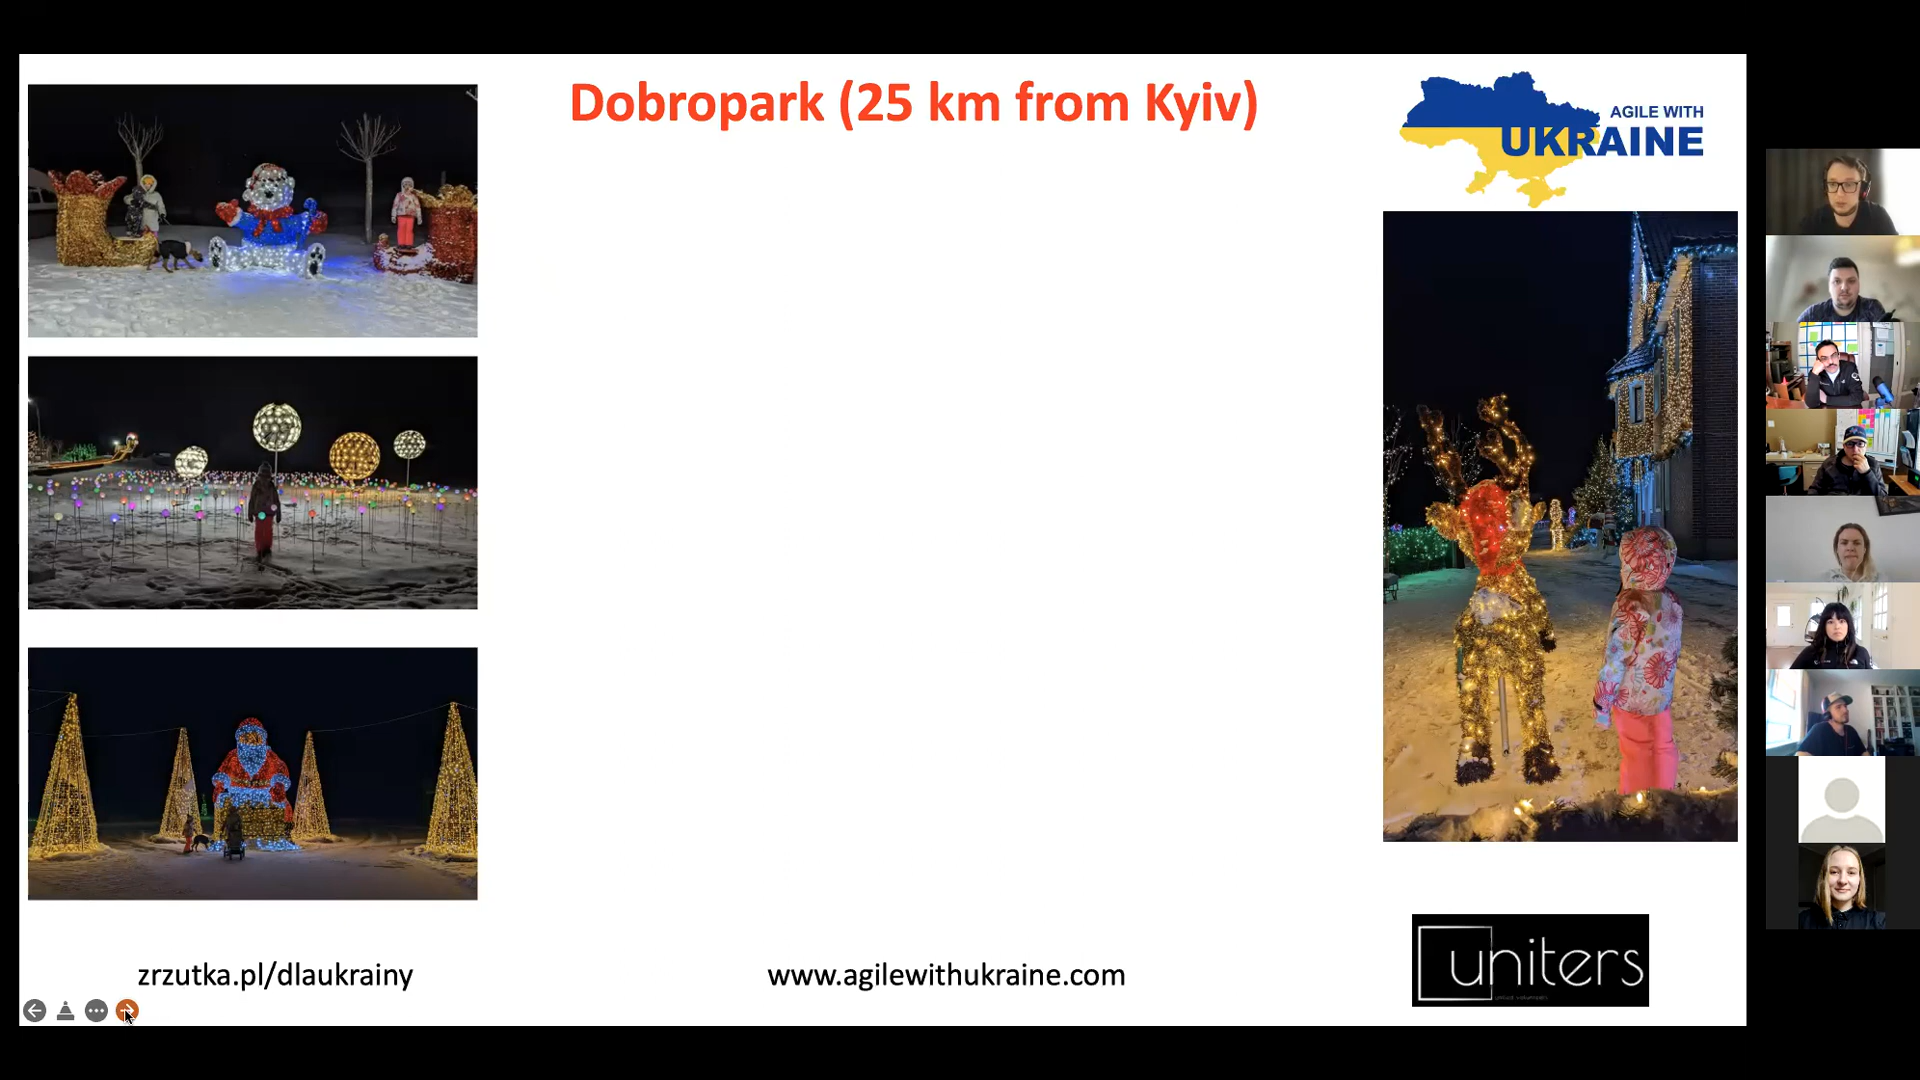 Dobropark (25 km from Kyiv)
AGILE WITH
UKRAINE
zrzutka.pl/dlaukrainy
www.agilewithukraine.com
uniters